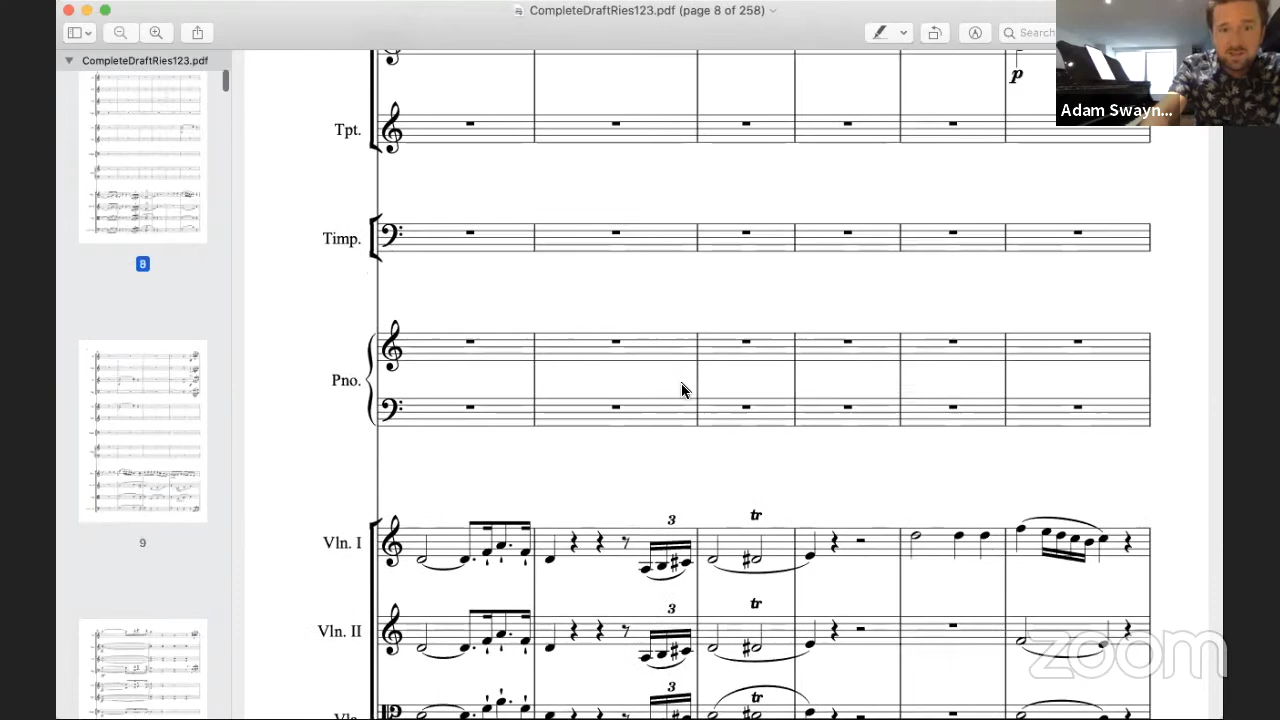 CompleteDraftRies123.pdf (page 8 of 258)
Search
CompleteDraftRies123.pdf
Adam Swayn...
p
Tpt.
Timp.
8
Pno.
9
3
tr
Vln. I
3
tr
Vln. II
3
tr
zoom